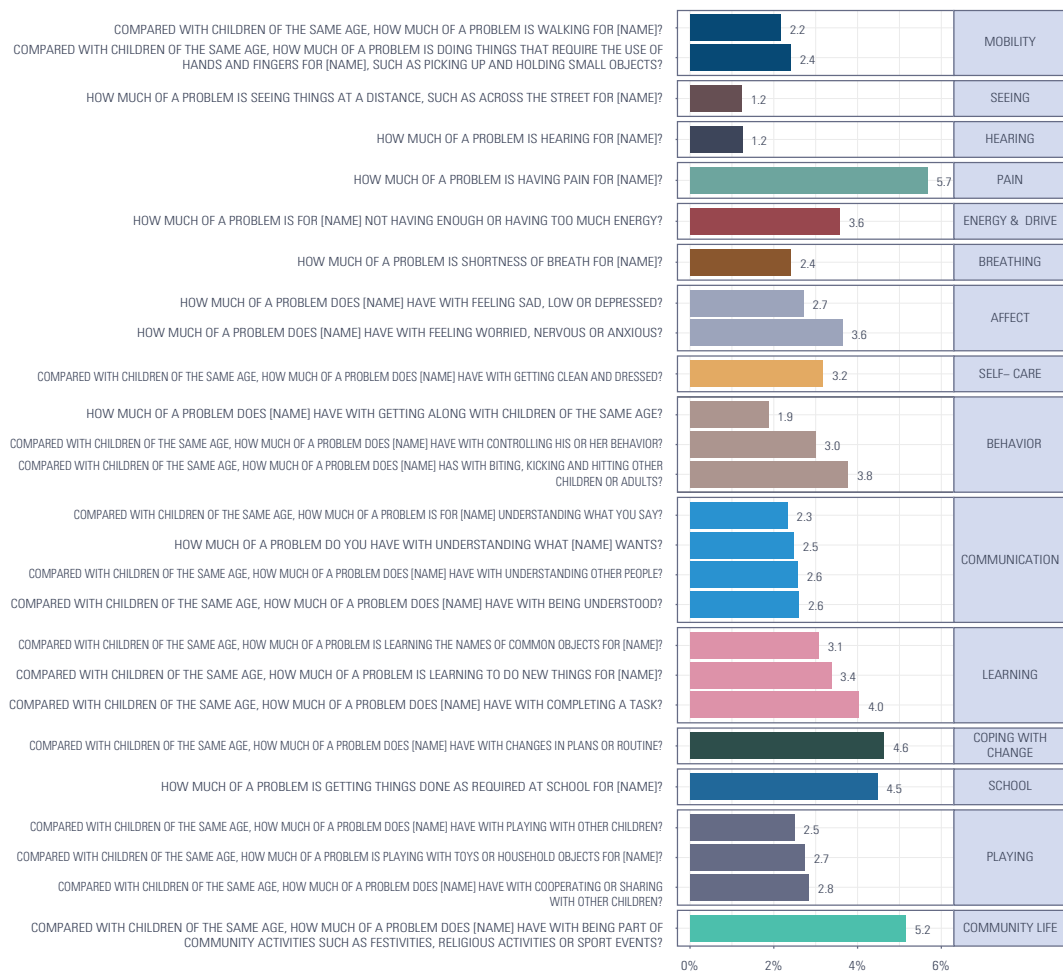 COMPARED WITH CHILDREN OF THE SAME AGE, HOW MUCH OF A PROBLEM IS WALKING FOR [NAME]?
2.2
COMPARED WITH CHILDREN OF THE SAME AGE, HOW MUCH OF A PROBLEM IS DOING THINGS THAT REQUIRE THE USE OF
HANDS AND FINGERS FOR [NAME], SUCH AS PICKING UP AND HOLDING SMALL OBJECTS?
2.4
MOBILITY
HOW MUCH OF A PROBLEM IS SEEING THINGS AT A DISTANCE, SUCH AS ACROSS THE STREET FOR [NAME]?
1.2
SEEING
HOW MUCH OF A PROBLEM IS HEARING FOR [NAME]?
1.2
HEARING
HOW MUCH OF A PROBLEM IS HAVING PAIN FOR [NAME]?
5.7
PAIN
HOW MUCH OF A PROBLEM IS FOR [NAME] NOT HAVING ENOUGH OR HAVING TOO MUCH ENERGY?
3.6
ENERGY & DRIVE
HOW MUCH OF A PROBLEM IS SHORTNESS OF BREATH FOR [NAME]?
2.4
BREATHING
HOW MUCH OF A PROBLEM DOES [NAME] HAVE WITH FEELING SAD, LOW OR DEPRESSED?
2.7
HOW MUCH OF A PROBLEM DOES [NAME] HAVE WITH FEELING WORRIED, NERVOUS OR ANXIOUS?
3.6
AFFECT
COMPARED WITH CHILDREN OF THE SAME AGE, HOW MUCH OF A PROBLEM DOES [NAME] HAVE WITH GETTING CLEAN AND DRESSED?
3.2
SELF– CARE
HOW MUCH OF A PROBLEM DOES [NAME] HAVE WITH GETTING ALONG WITH CHILDREN OF THE SAME AGE?
1.9
COMPARED WITH CHILDREN OF THE SAME AGE, HOW MUCH OF A PROBLEM DOES [NAME] HAVE WITH CONTROLLING HIS OR HER BEHAVIOR?
3.0
COMPARED WITH CHILDREN OF THE SAME AGE, HOW MUCH OF A PROBLEM DOES [NAME] HAS WITH BITING, KICKING AND HITTING OTHER
CHILDREN OR ADULTS?
3.8
BEHAVIOR
COMPARED WITH CHILDREN OF THE SAME AGE, HOW MUCH OF A PROBLEM IS FOR [NAME] UNDERSTANDING WHAT YOU SAY?
2.3
HOW MUCH OF A PROBLEM DO YOU HAVE WITH UNDERSTANDING WHAT [NAME] WANTS?
2.5
COMPARED WITH CHILDREN OF THE SAME AGE, HOW MUCH OF A PROBLEM DOES [NAME] HAVE WITH UNDERSTANDING OTHER PEOPLE?
2.6
COMPARED WITH CHILDREN OF THE SAME AGE, HOW MUCH OF A PROBLEM DOES [NAME] HAVE WITH BEING UNDERSTOOD?
2.6
COMMUNICATION
COMPARED WITH CHILDREN OF THE SAME AGE, HOW MUCH OF A PROBLEM IS LEARNING THE NAMES OF COMMON OBJECTS FOR [NAME]?
3.1
COMPARED WITH CHILDREN OF THE SAME AGE, HOW MUCH OF A PROBLEM IS LEARNING TO DO NEW THINGS FOR [NAME]?
3.4
COMPARED WITH CHILDREN OF THE SAME AGE, HOW MUCH OF A PROBLEM DOES [NAME] HAVE WITH COMPLETING A TASK?
4.0
LEARNING
COMPARED WITH CHILDREN OF THE SAME AGE, HOW MUCH OF A PROBLEM DOES [NAME] HAVE WITH CHANGES IN PLANS OR ROUTINE?
4.6
COPING WITH
CHANGE
HOW MUCH OF A PROBLEM IS GETTING THINGS DONE AS REQUIRED AT SCHOOL FOR [NAME]?
4.5
SCHOOL
COMPARED WITH CHILDREN OF THE SAME AGE, HOW MUCH OF A PROBLEM DOES [NAME] HAVE WITH PLAYING WITH OTHER CHILDREN?
2.5
COMPARED WITH CHILDREN OF THE SAME AGE, HOW MUCH OF A PROBLEM IS PLAYING WITH TOYS OR HOUSEHOLD OBJECTS FOR [NAME]?
2.7
COMPARED WITH CHILDREN OF THE SAME AGE, HOW MUCH OF A PROBLEM DOES [NAME] HAVE WITH COOPERATING OR SHARING
WITH OTHER CHILDREN?
2.8
PLAYING
COMPARED WITH CHILDREN OF THE SAME AGE, HOW MUCH OF A PROBLEM DOES [NAME] HAVE WITH BEING PART OF
COMMUNITY ACTIVITIES SUCH AS FESTIVITIES, RELIGIOUS ACTIVITIES OR SPORT EVENTS?
5.2
COMMUNITY LIFE
0% 2% 4% 6%